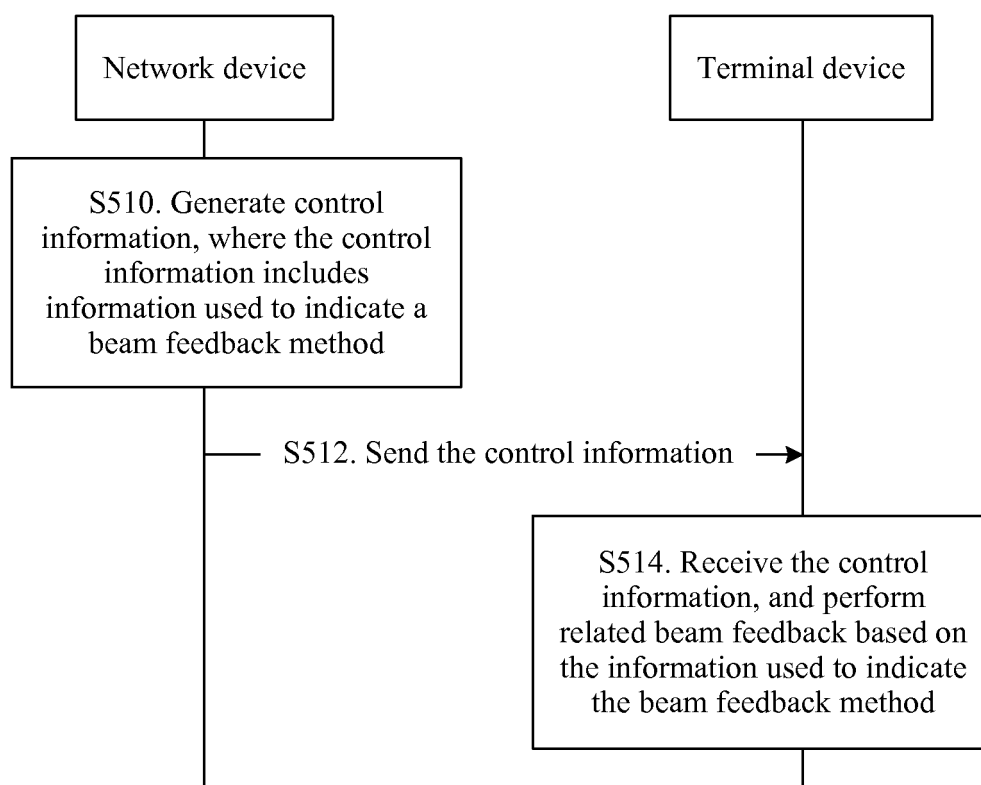 Network device
Terminal device
S510. Generate control
information, where the control
information includes
information used to indicate a
beam feedback method
S512. Send the control information
S514. Receive the control
information, and perform
related beam feedback based on
the information used to indicate
the beam feedback method